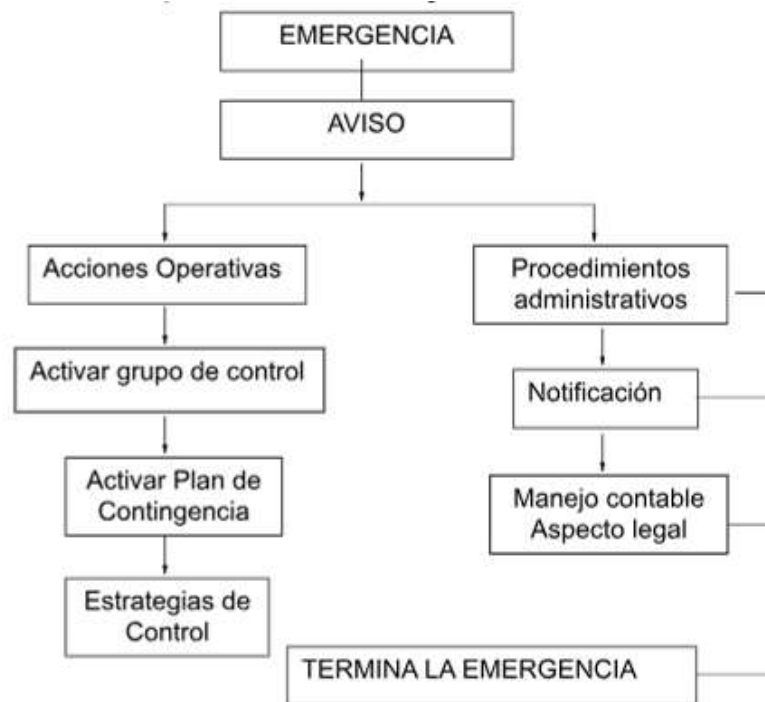 EMERGENCIA
AVISO
Acciones Operativas
Procedimientos
administrativos
Activar grupo de control
Notificación
Activar Plan de
Contingencia
Manejo contable
Aspecto legal
Estrategias de
Control
TERMINA LA EMERGENCIA